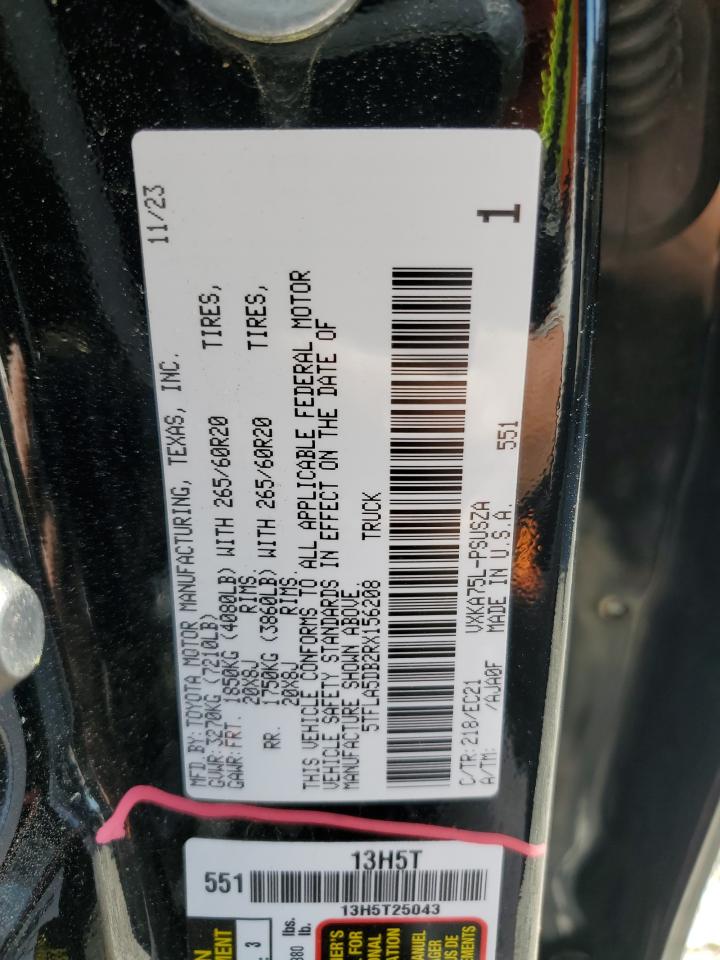 11/23
MFD BY: TOYOTA MOTOR MANUFACTURING, TEXAS, INC.
GVWR: 3270KG (7210LB)
GAWR: FRT. 1850KG (4080LB) WITH 265/60R20 TIRES,
20X8J RIMS
RR. 1750KG (3860LB) WITH 265/60R20 TIRES,
20X8J RIMS
THIS VEHICLE CONFORMS TO ALL APPLICABLE FEDERAL MOTOR
VEHICLE SAFETY STANDARDS IN EFFECT ON THE DATE OF
MANUFACTURE SHOWN ABOVE.
5TFLA5DB2RX156208 TRUCK
1
C/TR: 218/EC21 VXKA75L-PSUSZA
A/TM: /AJA0F MADE IN U.S.A. 551
13H5T
551
13H5T25043
3
lbs.
lb.